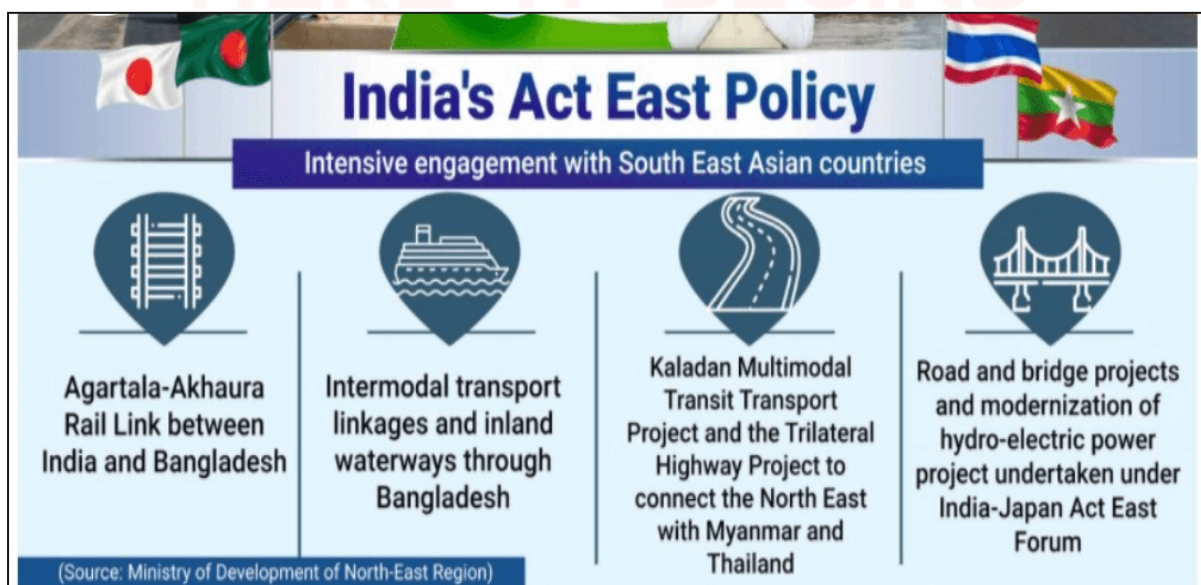 India's Act East Policy
Intensive engagement with South East Asian countries
Agartala-Akhaura
Rail Link between
India and Bangladesh
Intermodal transport
linkages and inland
waterways through
Bangladesh
Kaladan Multimodal
Transit Transport
Project and the Trilateral
Highway Project to
connect the North East
with Myanmar and
Thailand
Road and bridge projects
and modernization of
hydro-electric power
project undertaken under
India-Japan Act East
Forum
(Source: Ministry of Development of North-East Region)